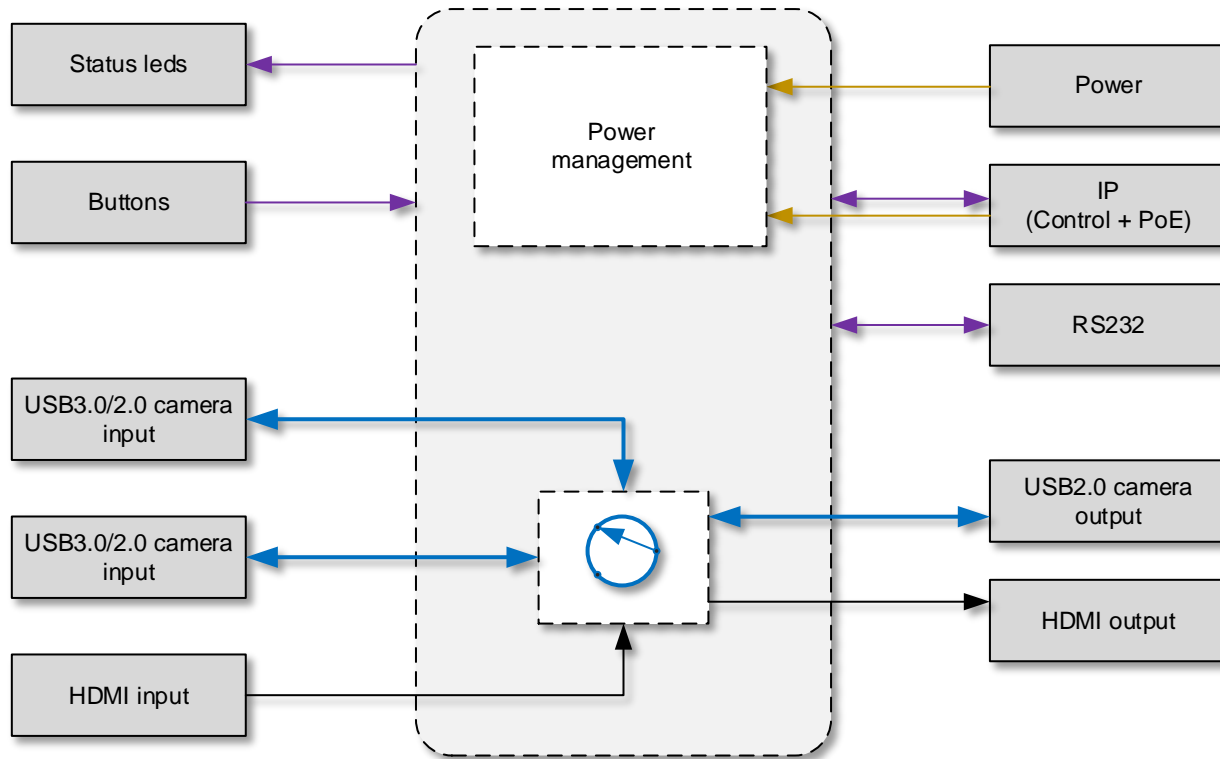 Status leds
Buttons
USB3.0/2.0 camera
input
USB3.0/2.0 camera
input
HDMI input
Power
management
Power
IP
(Control + PoE)
RS232
USB2.0 camera
output
HDMI output